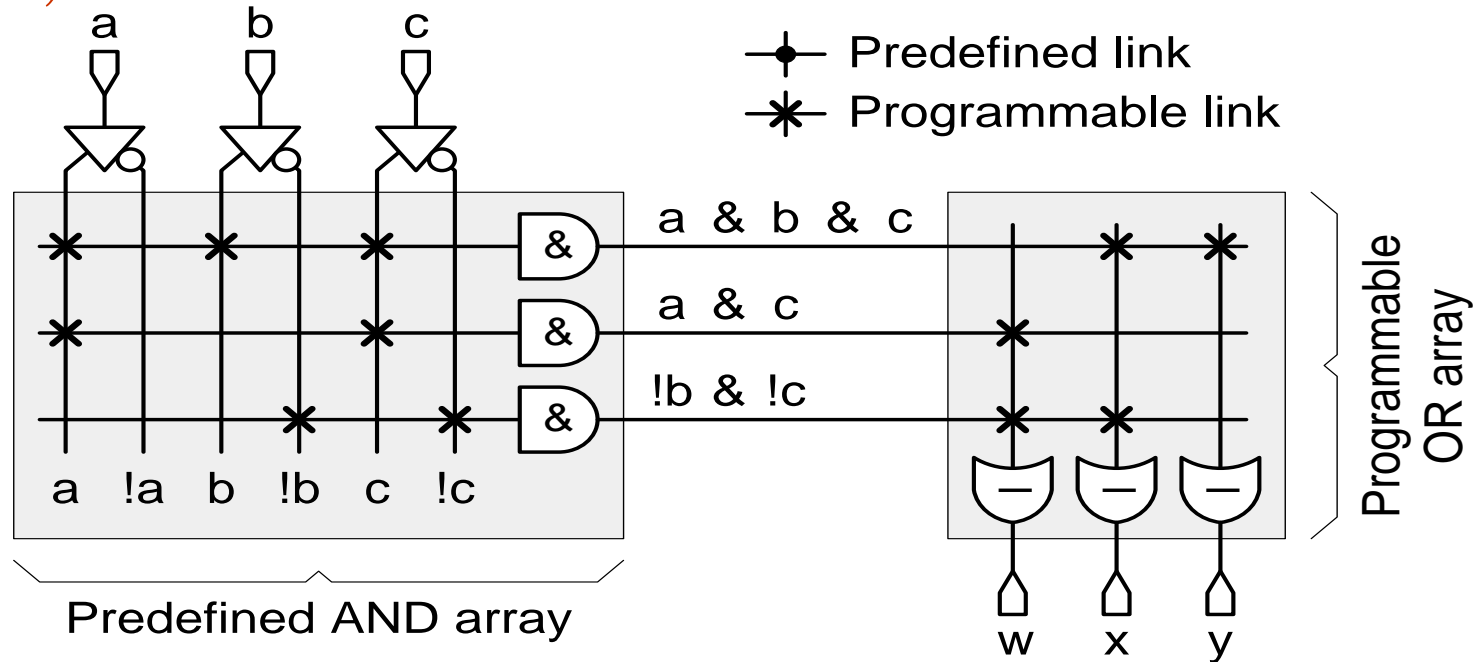 )
a b c
Predefined link
Programmable link
a & b & c
&
a & c
&
!b & !c
&
a !a b !b c !c
Predefined AND array
| | |
w x y
Programmable
OR array